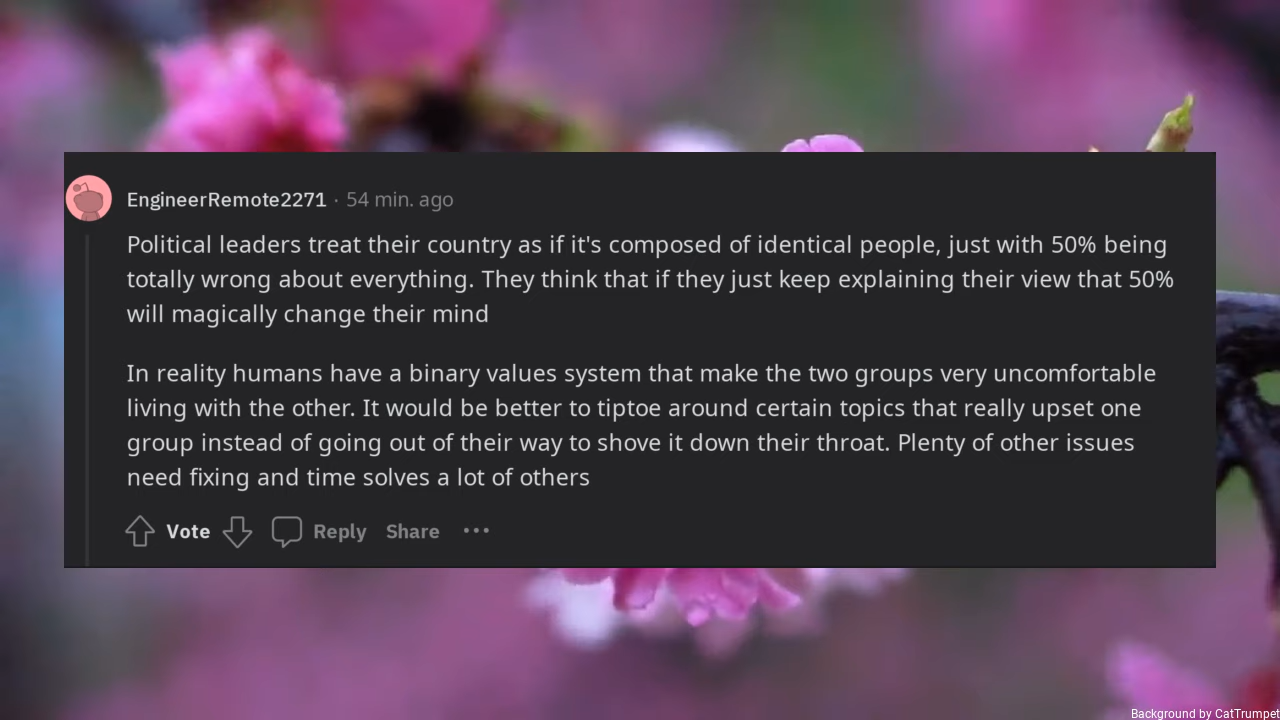 EngineerRemote2271 · 54 min. ago
Political leaders treat their country as if it's composed of identical people, just with 50% being
totally wrong about everything. They think that if they just keep explaining their view that 50%
will magically change their mind
In reality humans have a binary values system that make the two groups very uncomfortable
living with the other. It would be better to tiptoe around certain topics that really upset one
group instead of going out of their way to shove it down their throat. Plenty of other issues
need fixing and time solves a lot of others
Vote Reply Share ···
Background by CatTrumpet